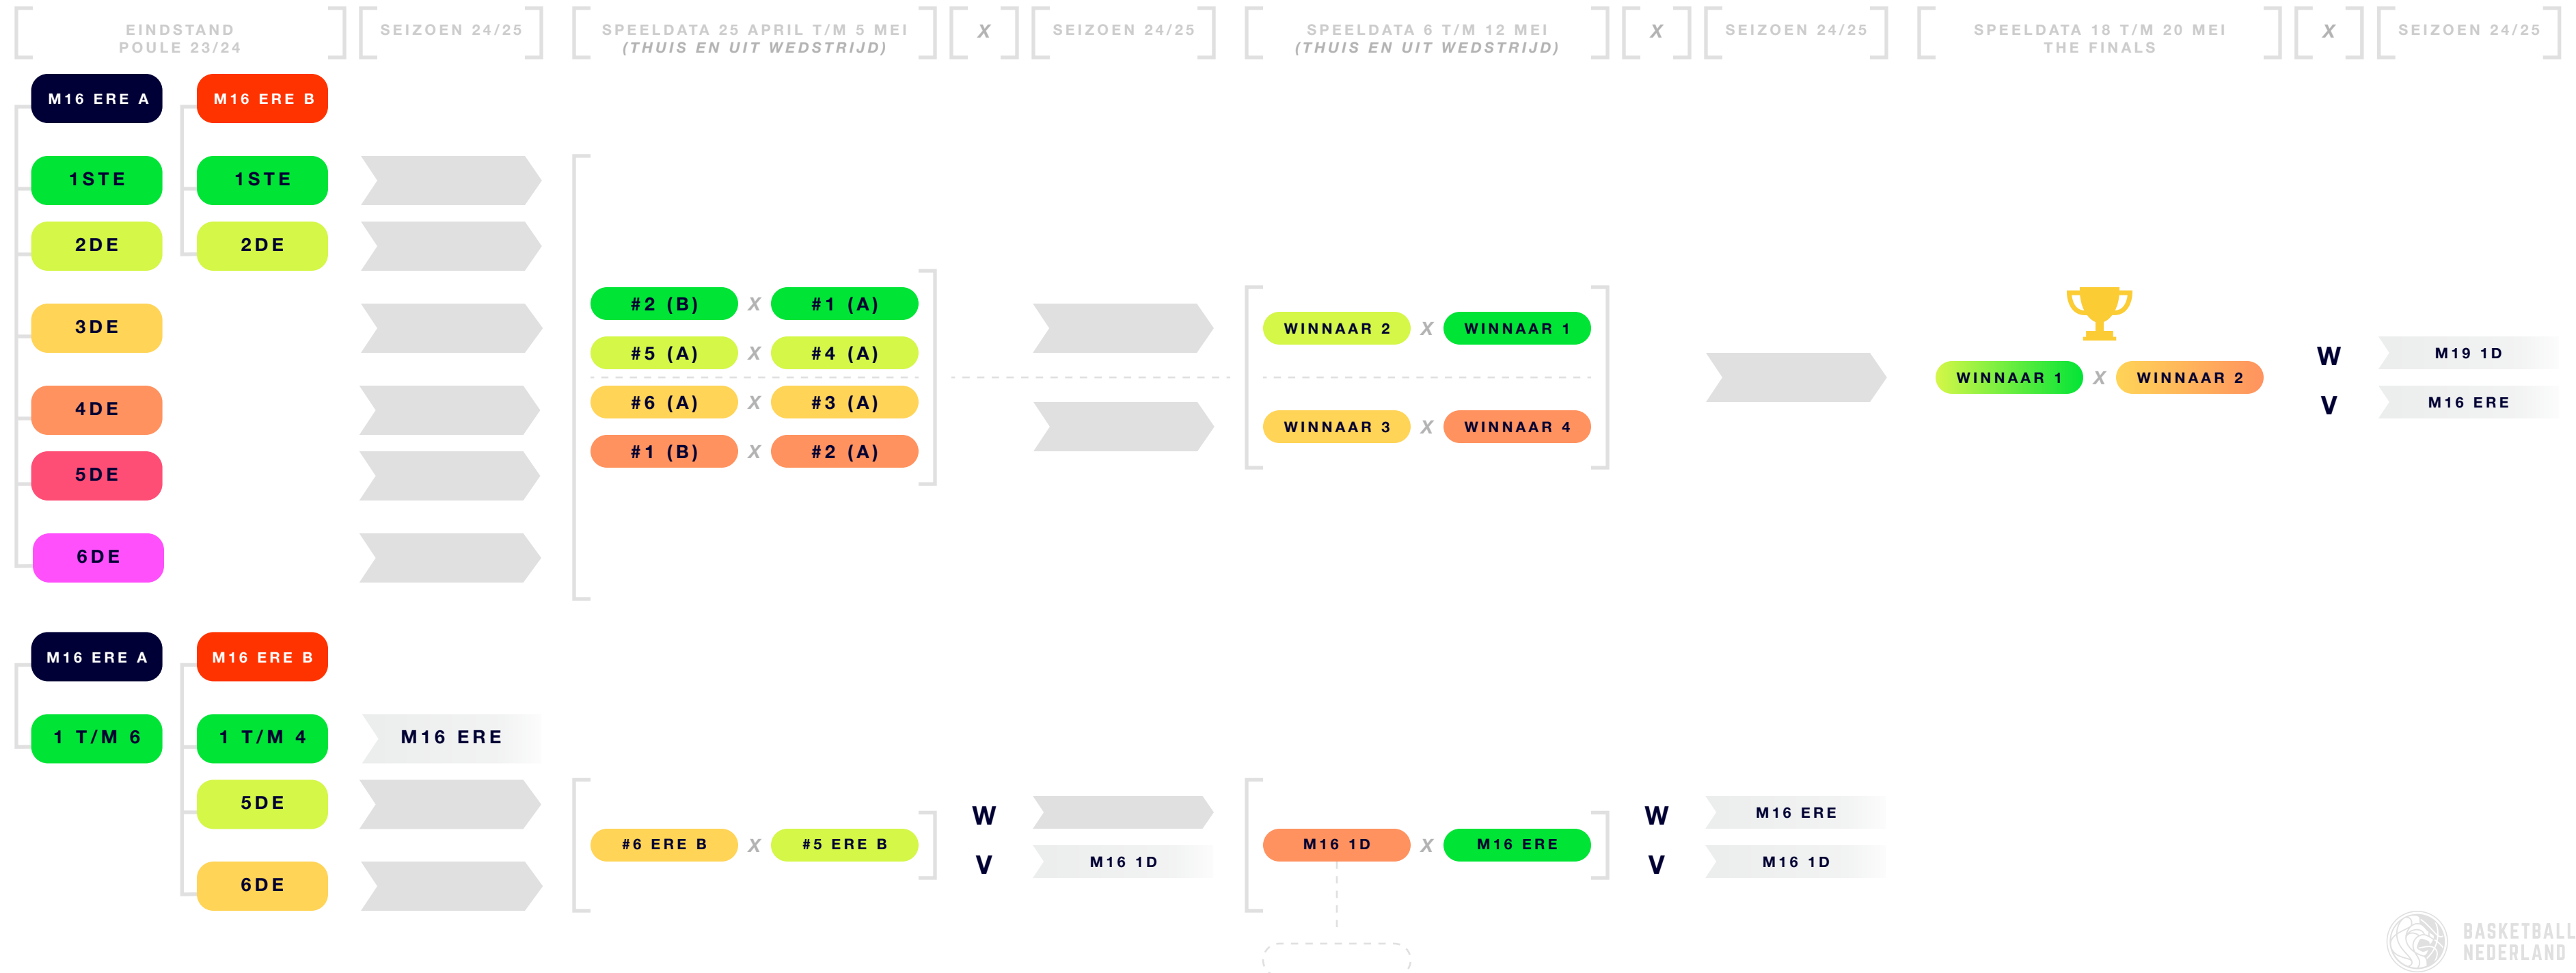 EINDSTAND
POULE 23/24
SEIZOEN 24/25
SPEELDATA 25 APRIL T/M 5 MEI
(THUIS EN UIT WEDSTRIJD)
X
SEIZOEN 24/25
SPEELDATA 6 T/M 12 MEI
(THUIS EN UIT WEDSTRIJD)
X
SEIZOEN 24/25
SPEELDATA 18 T/M 20 MEI
THE FINALS
X
SEIZOEN 24/25
M16 ERE A
M16 ERE B
1STE
1STE
2DE
2DE
3DE
4DE
5DE
6DE
#2 (B) X #1 (A)
#5 (A) X #4 (A)
#6 (A) X #3 (A)
#1 (B) X #2 (A)
WINNAAR 2 X WINNAAR 1
WINNAAR 3 X WINNAAR 4
WINNAAR 1 X WINNAAR 2
W M19 1D
V M16 ERE
M16 ERE A
M16 ERE B
1 T/M 6
1 T/M 4
M16 ERE
5DE
6DE
#6 ERE B X #5 ERE B
W
V M16 1D
M16 1D X M16 ERE
W M16 ERE
V M16 1D
BASKETBALL
NEDERLAND